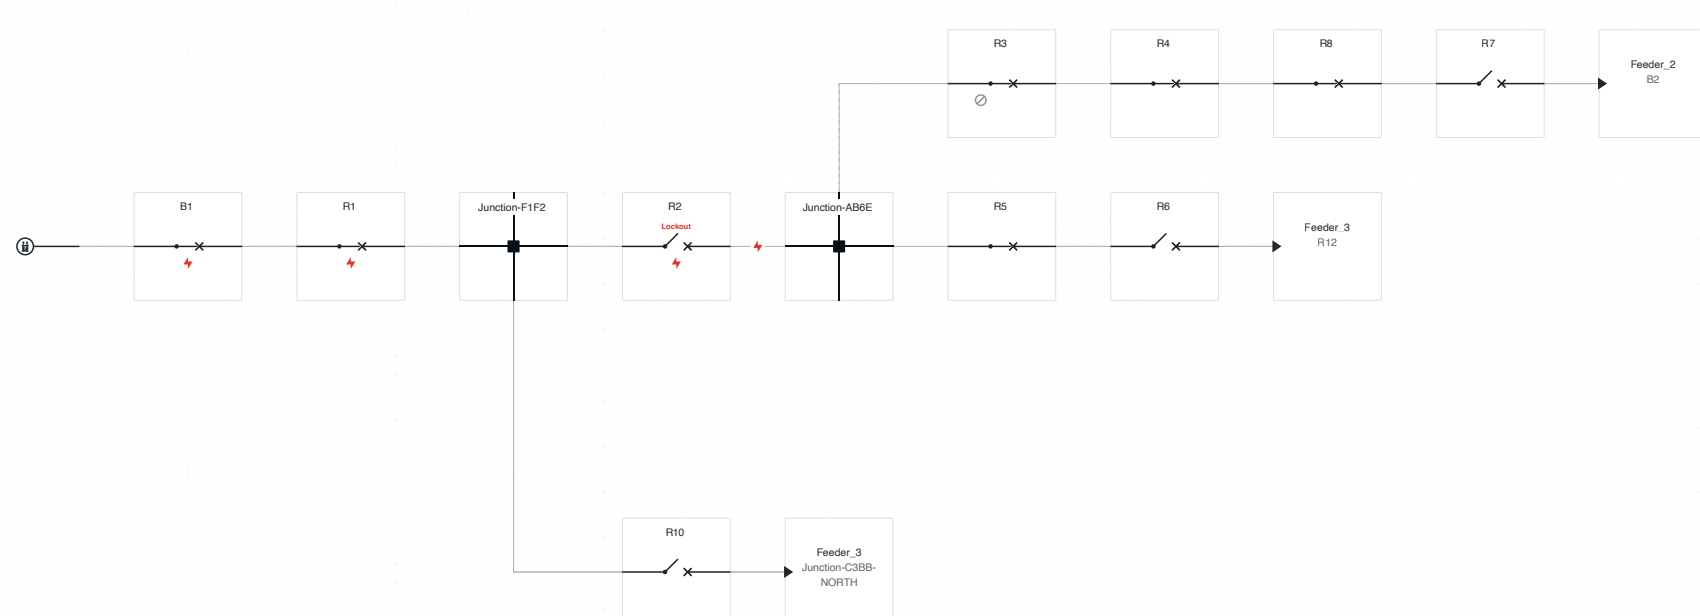 R3
R4
R8
R7
Feeder_2
B2
B1
R1
Junction-F1F2
R2
Lockout
Junction-AB6E
R5
R6
Feeder_3
R12
R10
Feeder_3
Junction-C3BB-
NORTH